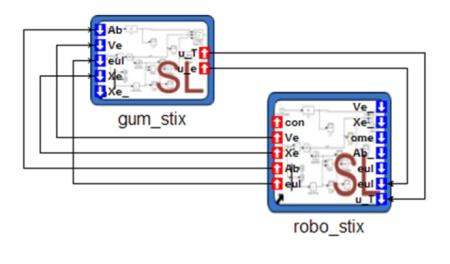 Ab
Ve
eul
Xe
Xe_
u_T
u_e
SL
gum_stix
con
Ve
Xe
Ab
eul
Ve_
Xe_
ome
Ab_
eul
eul
u_T
SL
robo_stix